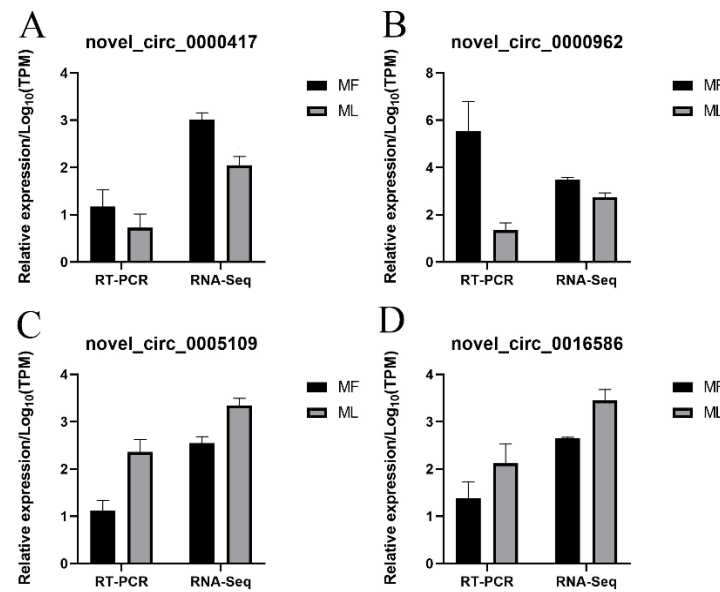 A
novel_circ_0000417
Relative expression/Log₁₀(TPM)
4
3
2
1
0
RT-PCR RNA-Seq
MF
ML
B
novel_circ_0000962
Relative expression/Log₁₀(TPM)
8
6
4
2
0
RT-PCR RNA-Seq
MF
ML
C
novel_circ_0005109
Relative expression/Log₁₀(TPM)
4
3
2
1
0
RT-PCR RNA-Seq
MF
ML
D
novel_circ_0016586
Relative expression/Log₁₀(TPM)
4
3
2
1
0
RT-PCR RNA-Seq
MF
ML